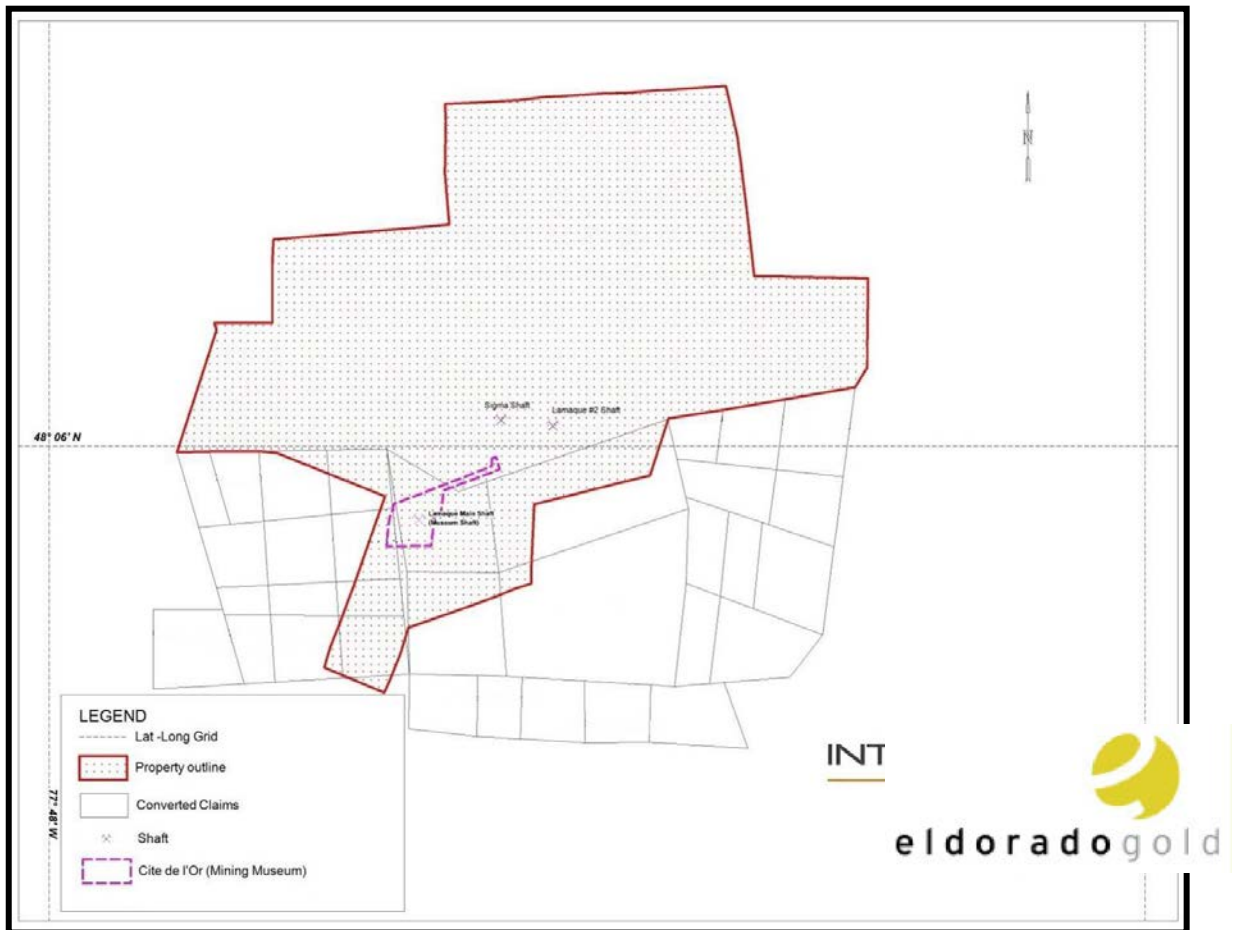 N
Sigma Shaft
Lamaque #2 Shaft
48° 06' N
Lamaque Main Shaft
(Museum Shaft)
LEGEND
Lat -Long Grid
Property outline
Converted Claims
Shaft
Cite de l'Or (Mining Museum)
77° 48' W
INT
eldoradogold